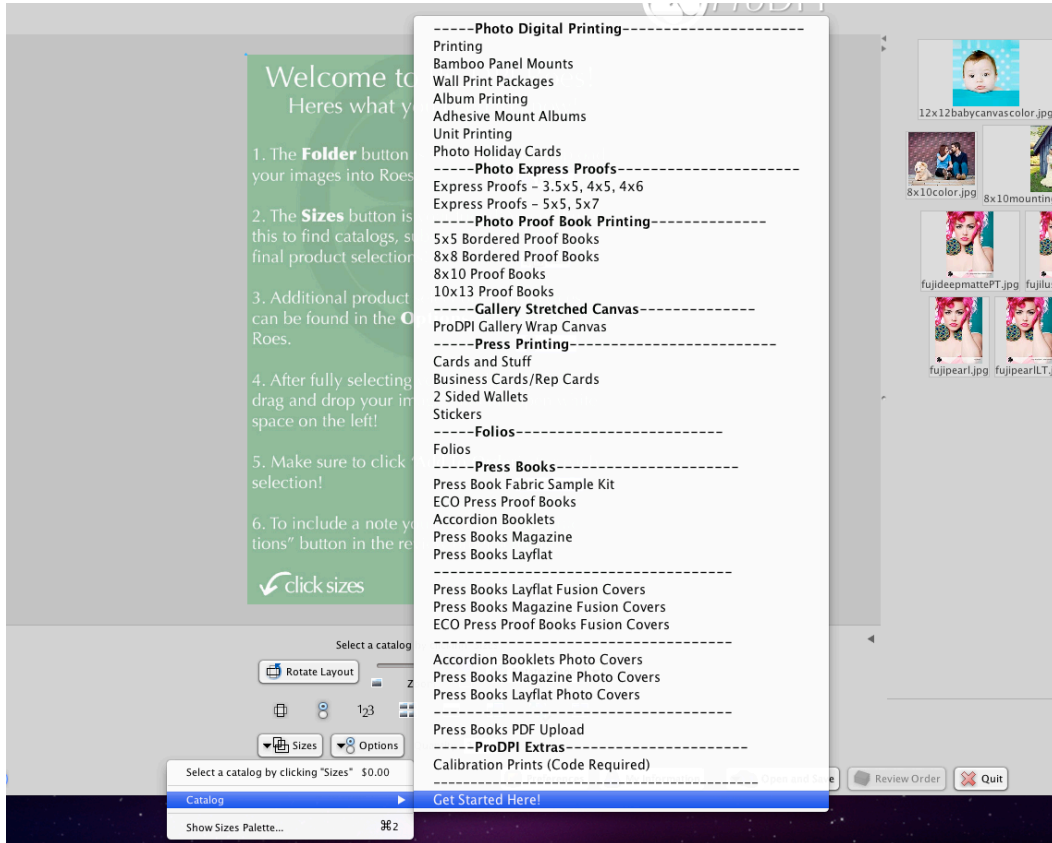 ProDPI
Welcome to
Heres what y
1. The Folder button
your images into Roes
2. The Sizes button is
this to find catalogs, su
final product selection
3. Additional product
can be found in the O
Roes.
4. After fully selecting
drag and drop your im
space on the left!
5. Make sure to click
selection!
6. To include a note yo
tions" button in the re
click sizes
-----Photo Digital Printing----------------------
Printing
Bamboo Panel Mounts
Wall Print Packages
Album Printing
Adhesive Mount Albums
Unit Printing
Photo Holiday Cards
-----Photo Express Proofs----------------------
Express Proofs – 3.5x5, 4x5, 4x6
Express Proofs – 5x5, 5x7
-----Photo Proof Book Printing--------------
5x5 Bordered Proof Books
8x8 Bordered Proof Books
8x10 Proof Books
10x13 Proof Books
-----Gallery Stretched Canvas--------------
ProDPI Gallery Wrap Canvas
-----Press Printing-------------------------
Cards and Stuff
Business Cards/Rep Cards
2 Sided Wallets
Stickers
-----Folios-------------------------
Folios
-----Press Books----------------------
Press Book Fabric Sample Kit
ECO Press Proof Books
Accordion Booklets
Press Books Magazine
Press Books Layflat
------------------------------------
Press Books Layflat Fusion Covers
Press Books Magazine Fusion Covers
ECO Press Proof Books Fusion Covers
------------------------------------
Accordion Booklets Photo Covers
Press Books Magazine Photo Covers
Press Books Layflat Photo Covers
------------------------------------
Press Books PDF Upload
-----ProDPI Extras----------------------
Calibration Prints (Code Required)
---------------------------------------
Get Started Here!
12x12babycanvascolor.jpg
8x10color.jpg
8x10mounting
fujideepmattePT.jpg
fujilus
fujipearl.jpg
fujipearlLT.j
Select a catalog
Rotate Layout
Z
123
Sizes
Options
Select a catalog by clicking "Sizes" $0.00
Catalog
Show Sizes Palette... ⌘2
Open and Save
Review Order
Quit